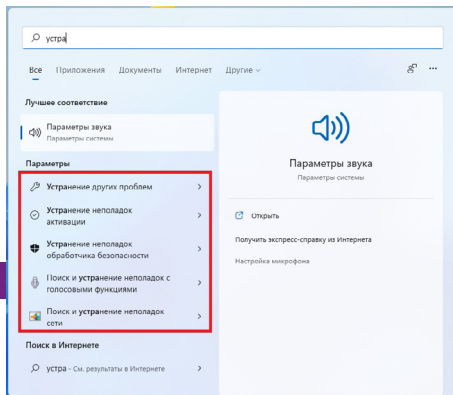 устра
Все Приложения Документы Интернет Другие
Лучшее соответствие
Параметры звука
Параметры системы
Параметры
Устранение других проблем
Устранение неполадок
активации
Устранение неполадок
обработчика безопасности
Поиск и устранение неполадок с
голосовыми функциями
Поиск и устранение неполадок
сети
Поиск в Интернете
устра - См. результаты в Интернете
Параметры звука
Параметры системы
Открыть
Получить экспресс-справку из Интернета
Настройка микрофона